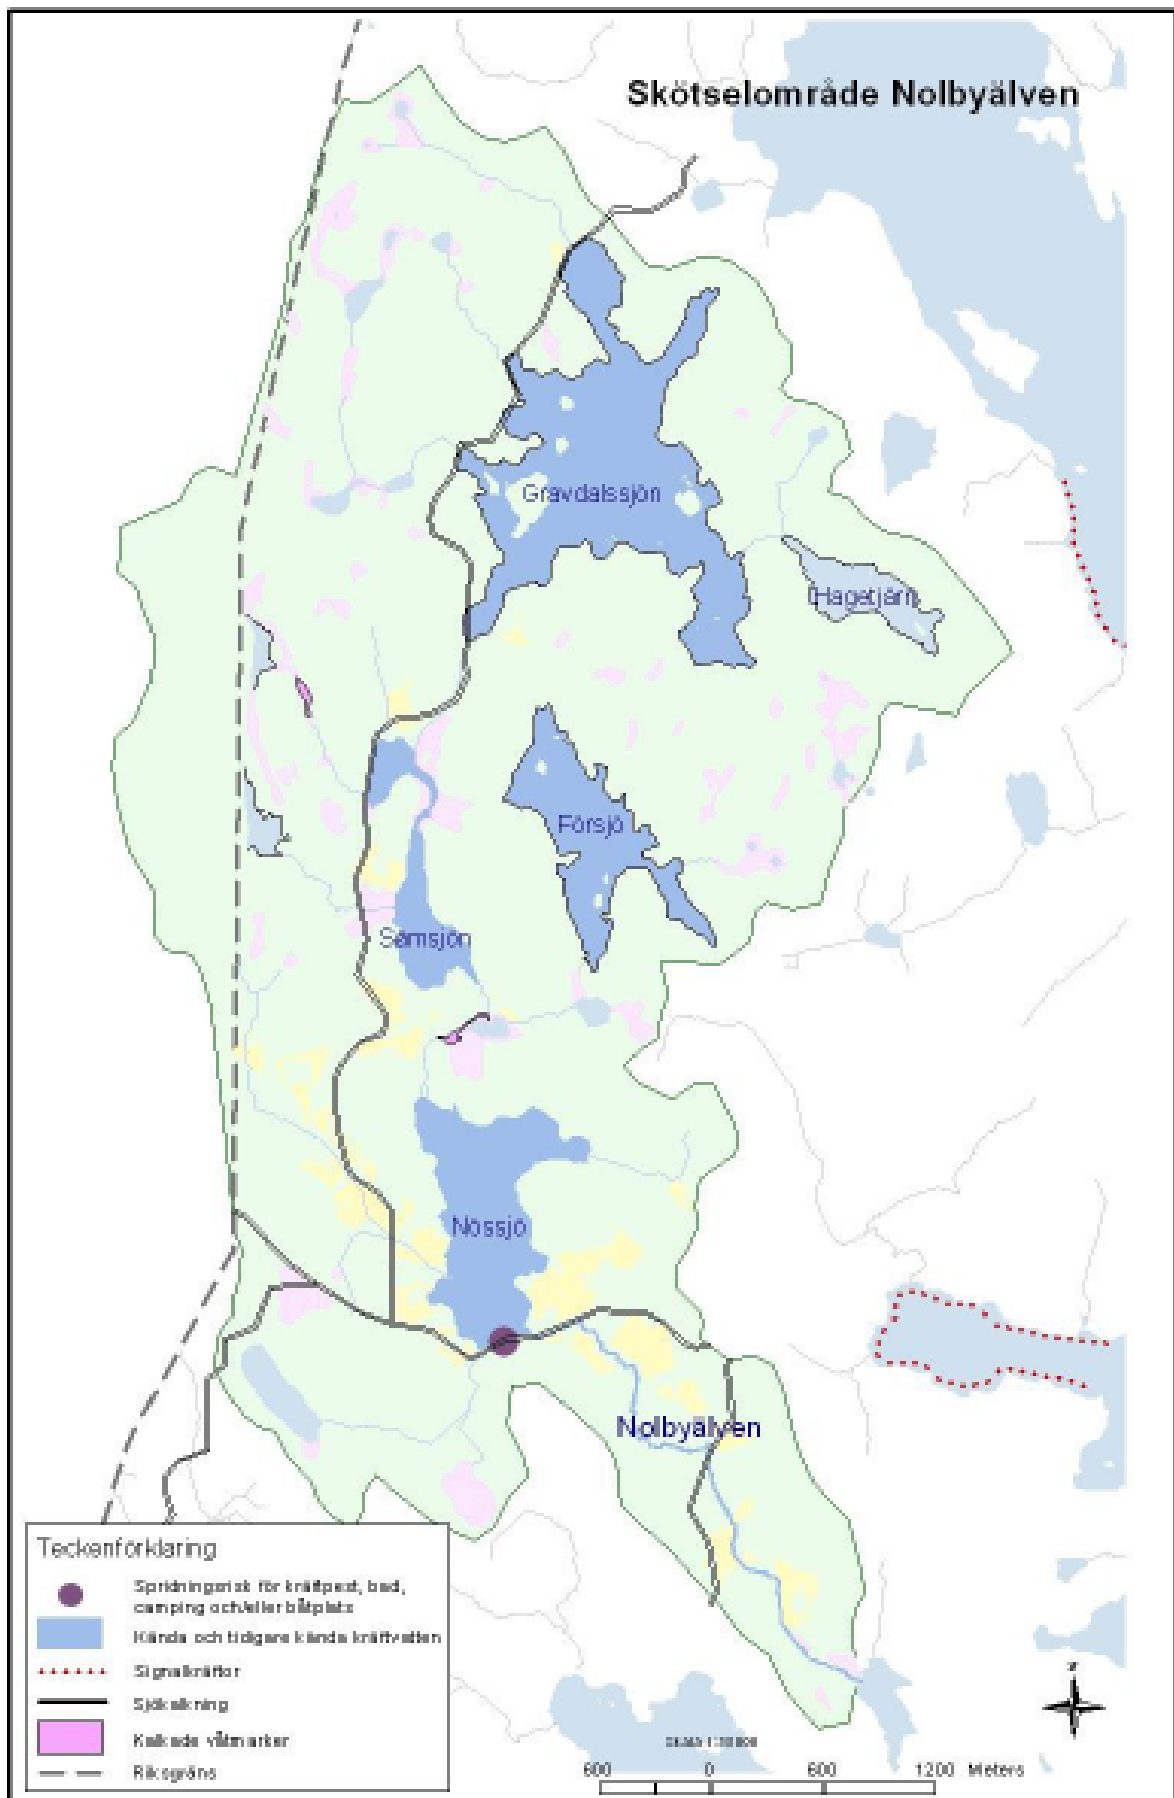 Skötselområde Nolbyälven
Gravdalssjön
Hagetjärn
Försjö
Sämsjön
Nössjö
Nolbyälven
Teckenförklaring
Spridningsrisk för kräftpest, bad,
camping och/eller båtplats
Kända och tidigare kända kräftvatten
Signalkräftor
Sjökalkning
Kalkade våtmarker
Riksgräns
600 0 600 1200 Meters